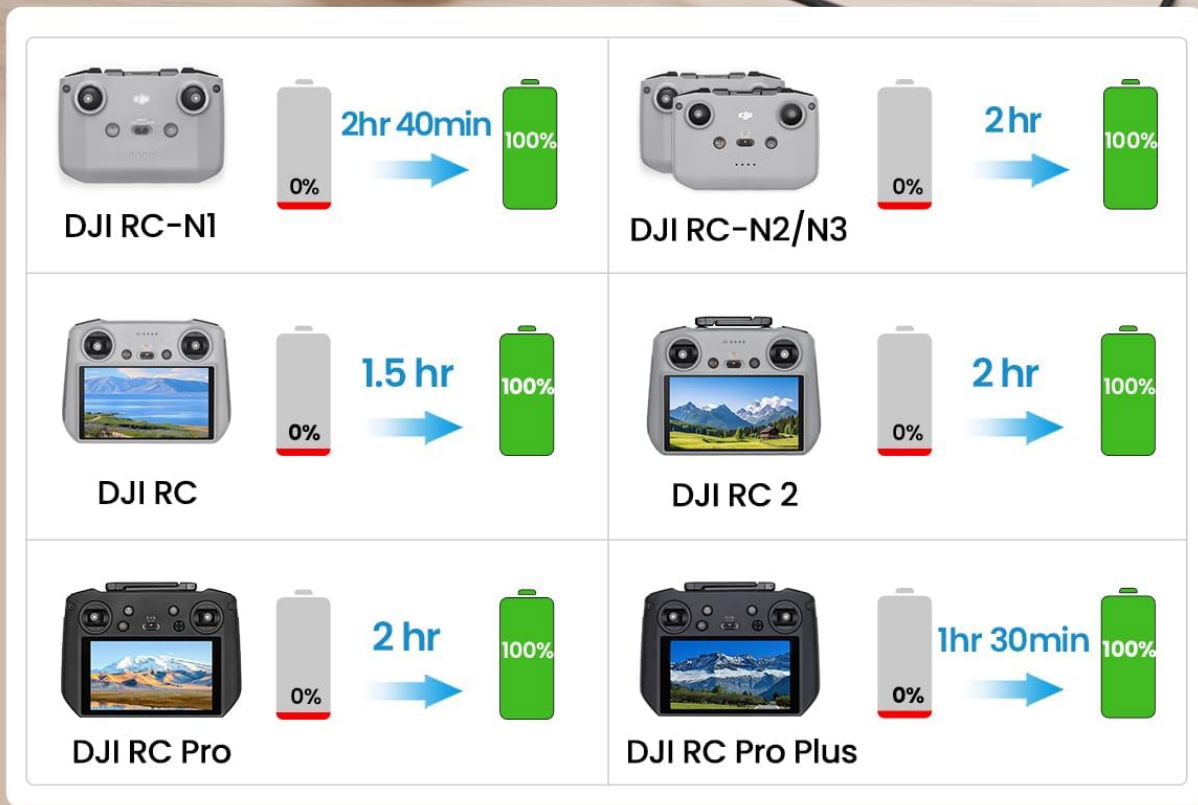 2hr 40min
0%
100%
DJI RC-N1
2 hr
0%
100%
DJI RC-N2/N3
1.5 hr
0%
100%
DJI RC
2 hr
0%
100%
DJI RC 2
2 hr
0%
100%
DJI RC Pro
1hr 30min
0%
100%
DJI RC Pro Plus